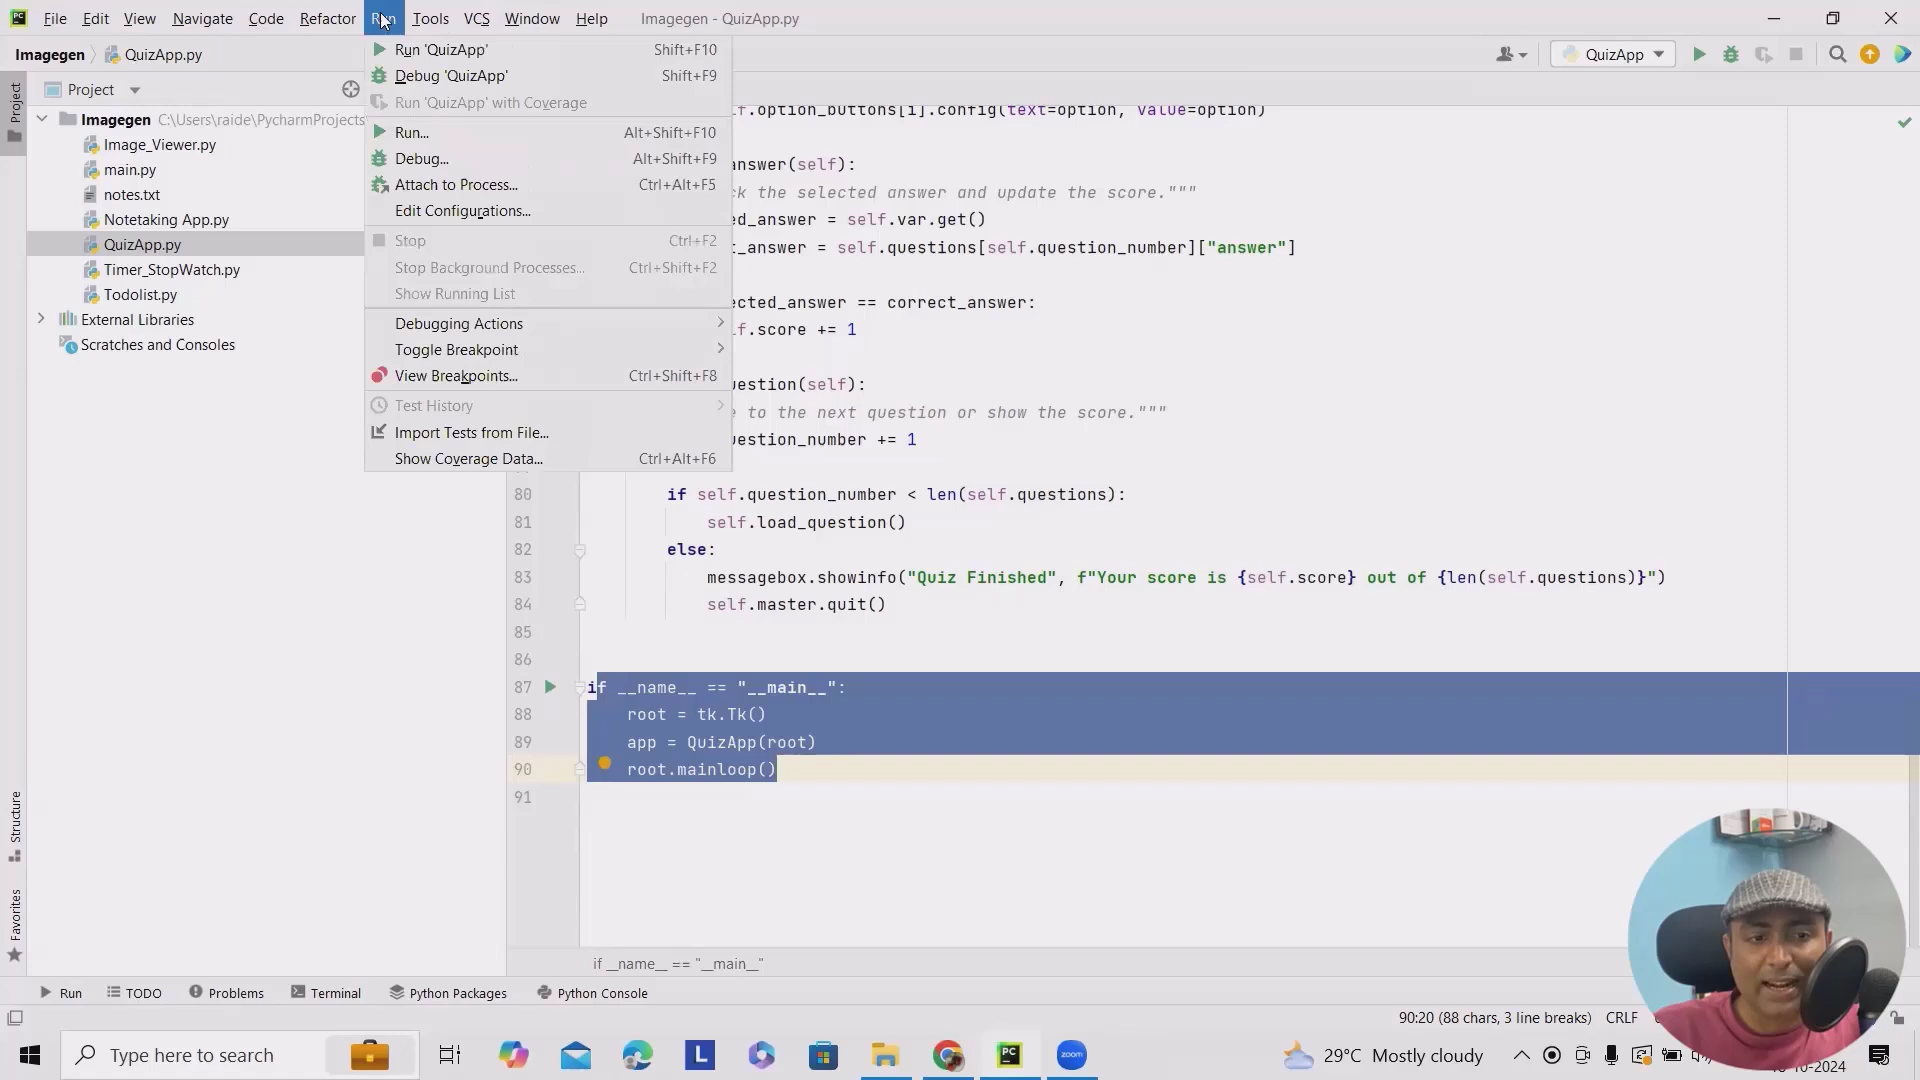 File Edit View Navigate Code Refactor Run Tools VCS Window Help Imagegen - QuizApp.py
Imagegen QuizApp.py QuizApp
Project
Project
Imagegen C:\Users\raide\PycharmProjects
Image_Viewer.py
main.py
notes.txt
Notetaking App.py
QuizApp.py
Timer_StopWatch.py
Todolist.py
External Libraries
Scratches and Consoles
Run 'QuizApp' Shift+F10
Debug 'QuizApp' Shift+F9
Run 'QuizApp' with Coverage
Run... Alt+Shift+F10
Debug... Alt+Shift+F9
Attach to Process... Ctrl+Alt+F5
Edit Configurations...
Stop Ctrl+F2
Stop Background Processes... Ctrl+Shift+F2
Show Running List
Debugging Actions
Toggle Breakpoint
View Breakpoints... Ctrl+Shift+F8
Test History
Import Tests from File...
Show Coverage Data... Ctrl+Alt+F6
.option_buttons[i].config(text=option, value=option)
answer(self):
the selected answer and update the score."""
_answer = self.var.get()
_answer = self.questions[self.question_number]["answer"]
_answer == correct_answer:
.score += 1
(self):
to the next question or show the score."""
_number += 1
80 if self.question_number < len(self.questions):
81 self.load_question()
82 else:
83 messagebox.showinfo("Quiz Finished", f"Your score is {self.score} out of {len(self.questions)}")
84 self.master.quit()
85
86
87 if __name__ == "__main__":
88 root = tk.Tk()
89 app = QuizApp(root)
90 root.mainloop()
91
if __name__ == "__main__"
Structure
Favorites
Run TODO Problems Terminal Python Packages Python Console
90:20 (88 chars, 3 line breaks) CRLF
Type here to search L PC zoom 29°C Mostly cloudy
-10-2024